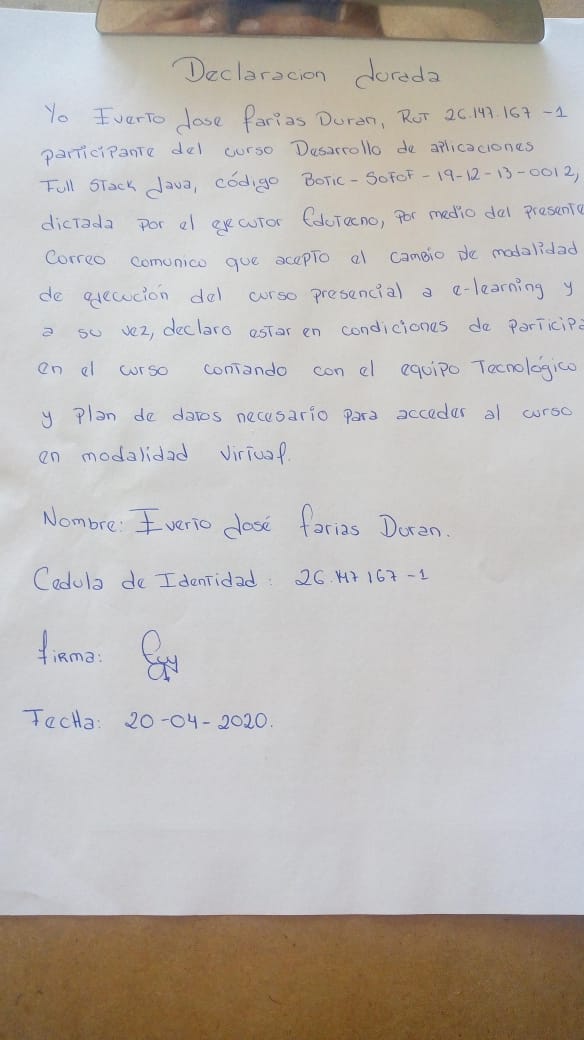 Declaracion Jurada
Yo Everto Jose farias Duran, RUT 26.147.167-1
participante del curso Desarrollo de aplicaciones
Full Stack Java, código BOTIC-SOFOF-19-12-13-0012,
dictada por el ejecutor Edutecno, por medio del presente
Correo comunico que acepto el cambio de modalidad
de ejecución del curso presencial a e-learning y
a su vez, declaro estar en condiciones de participa
en el curso contando con el equipo Tecnológico
y Plan de datos necesario para acceder al curso
en modalidad virtual.
Nombre: Everto José farias Duran.
Cedula de Identidad: 26.147 167-1
firma:
Fecha: 20-04-2020.